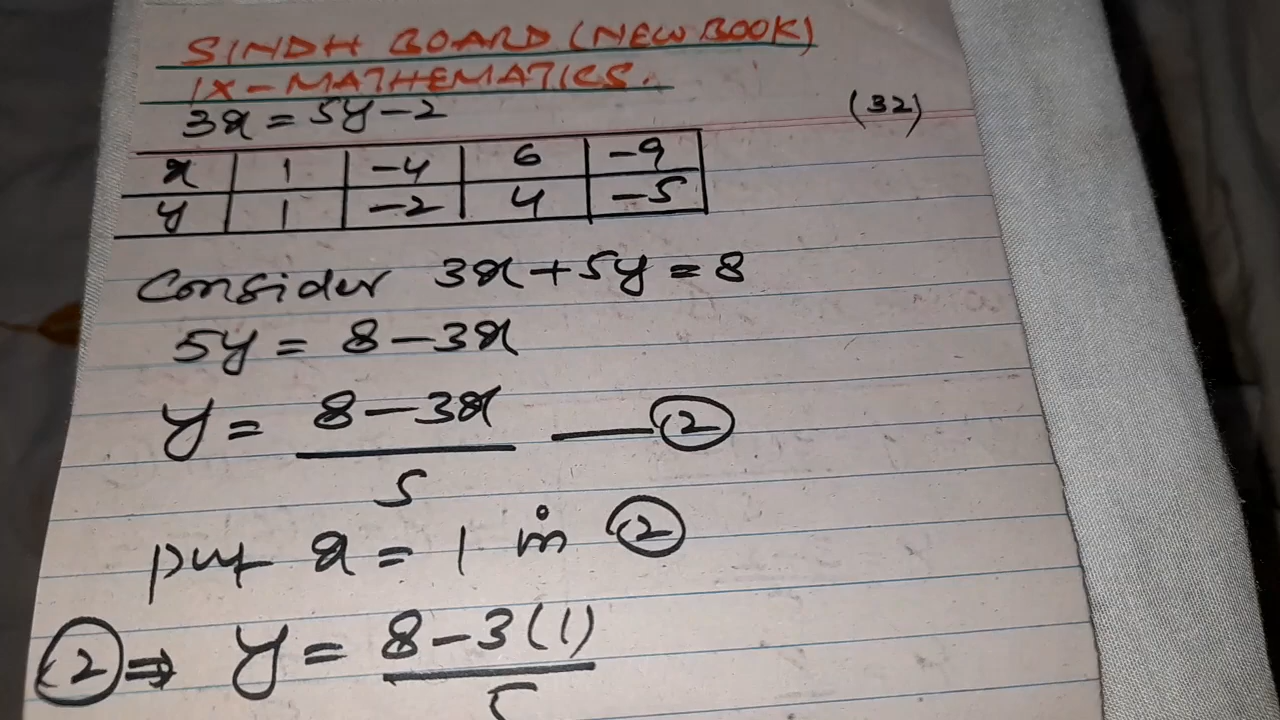 SINDH BOARD (NEW BOOK)
IX-MATHEMATICS.
3x = 5y-2 (32)
x | 1 | -4 | 6 | -9
y | 1 | -2 | 4 | -5
Consider 3x+5y=8
5y = 8-3x
y = 8-3x —②
5
put x = 1 in ②
② ⇒ y = 8-3(1)
5